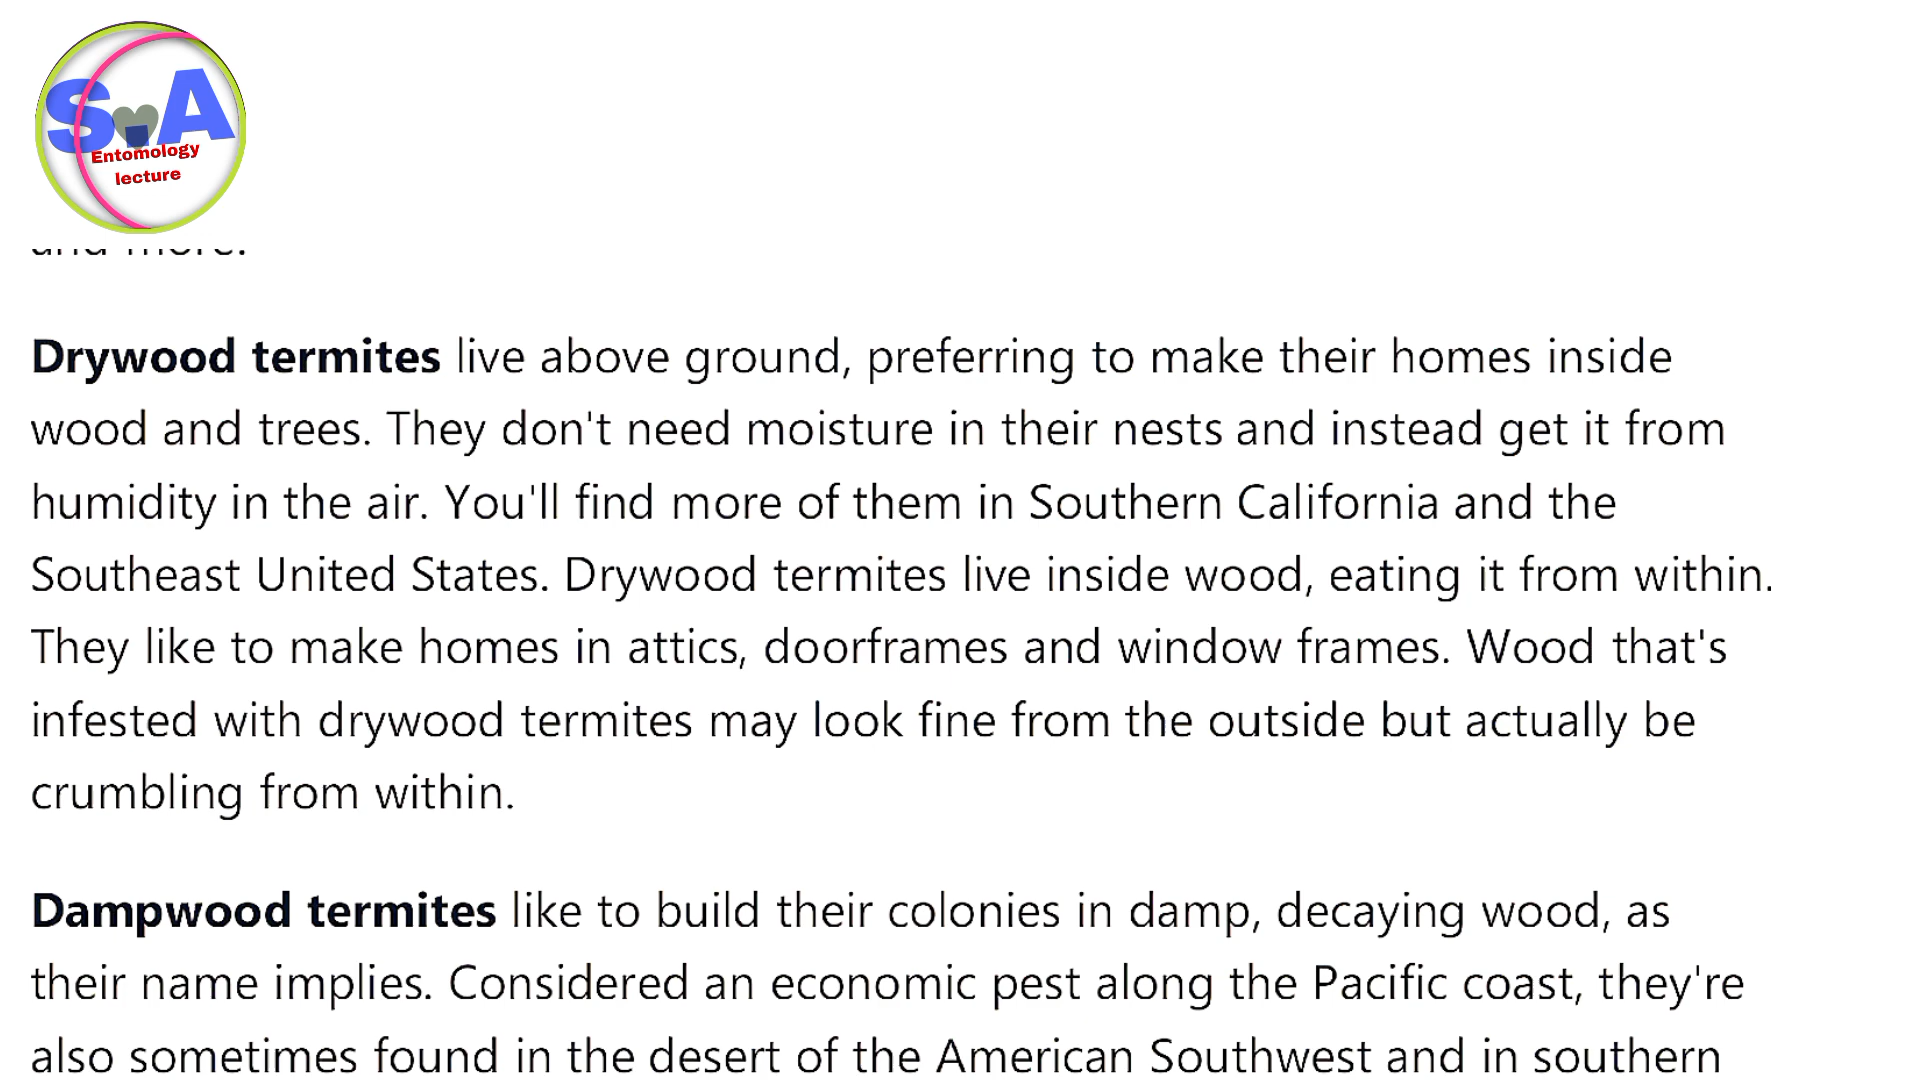 S A
Entomology
lecture
and more.
Drywood termites live above ground, preferring to make their homes inside
wood and trees. They don't need moisture in their nests and instead get it from
humidity in the air. You'll find more of them in Southern California and the
Southeast United States. Drywood termites live inside wood, eating it from within.
They like to make homes in attics, doorframes and window frames. Wood that's
infested with drywood termites may look fine from the outside but actually be
crumbling from within.
Dampwood termites like to build their colonies in damp, decaying wood, as
their name implies. Considered an economic pest along the Pacific coast, they're
also sometimes found in the desert of the American Southwest and in southern